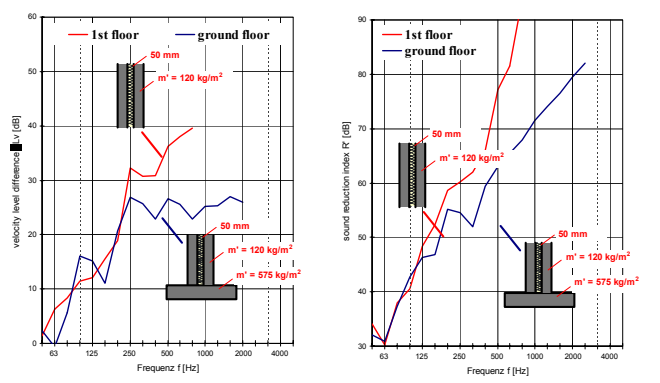 1st floor
ground floor
50 mm
m' = 120 kg/m²
50 mm
m' = 120 kg/m²
m' = 575 kg/m²
velocity level difference Lv [dB]
60
50
40
30
20
10
0
63 125 250 500 1000 2000 4000
Frequenz f [Hz]
1st floor
ground floor
50 mm
m' = 120 kg/m²
50 mm
m' = 120 kg/m²
m' = 575 kg/m²
sound reduction index R' [dB]
90
80
70
60
50
40
30
63 125 250 500 1000 2000 4000
Frequenz f [Hz]